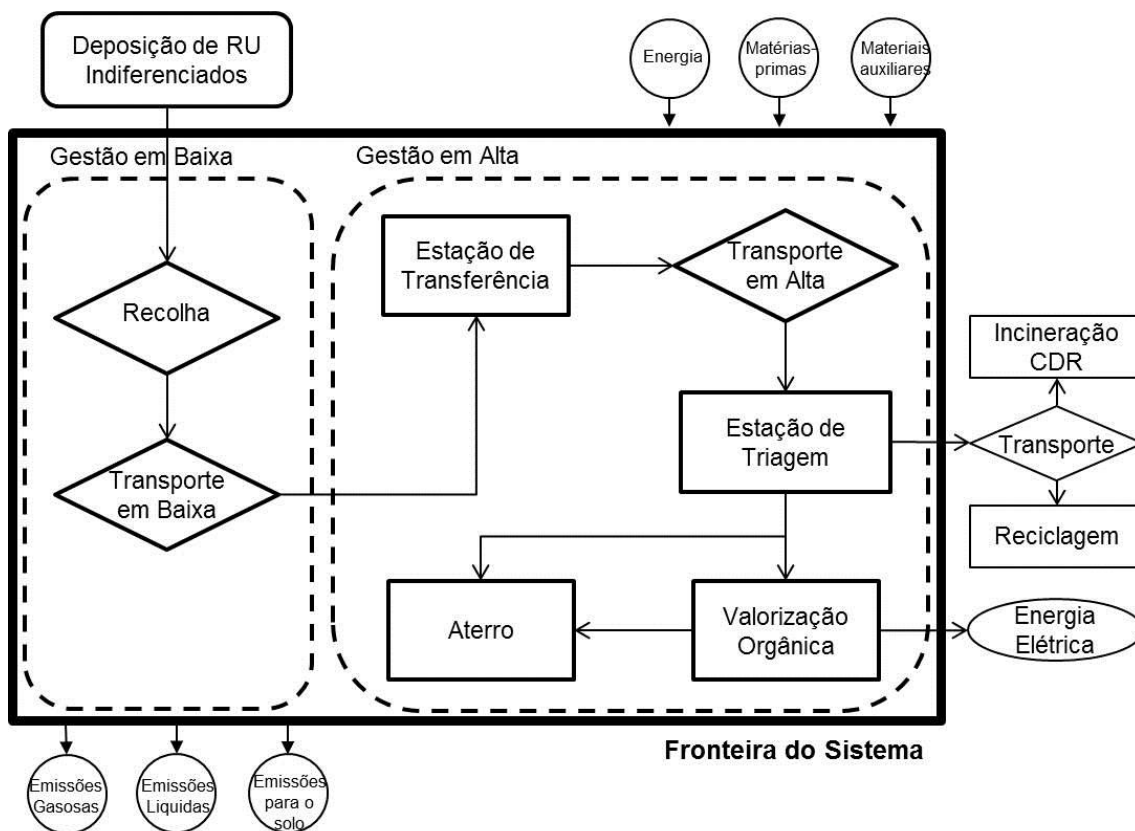 Deposição de RU
Indiferenciados
Energia
Matérias-
primas
Materiais
auxiliares
Gestão em Baixa
Gestão em Alta
Recolha
Transporte
em Baixa
Estação de
Transferência
Transporte
em Alta
Estação de
Triagem
Incineração
CDR
Transporte
Reciclagem
Aterro
Valorização
Orgânica
Energia
Elétrica
Fronteira do Sistema
Emissões
Gasosas
Emissões
Liquidas
Emissões
para o
solo